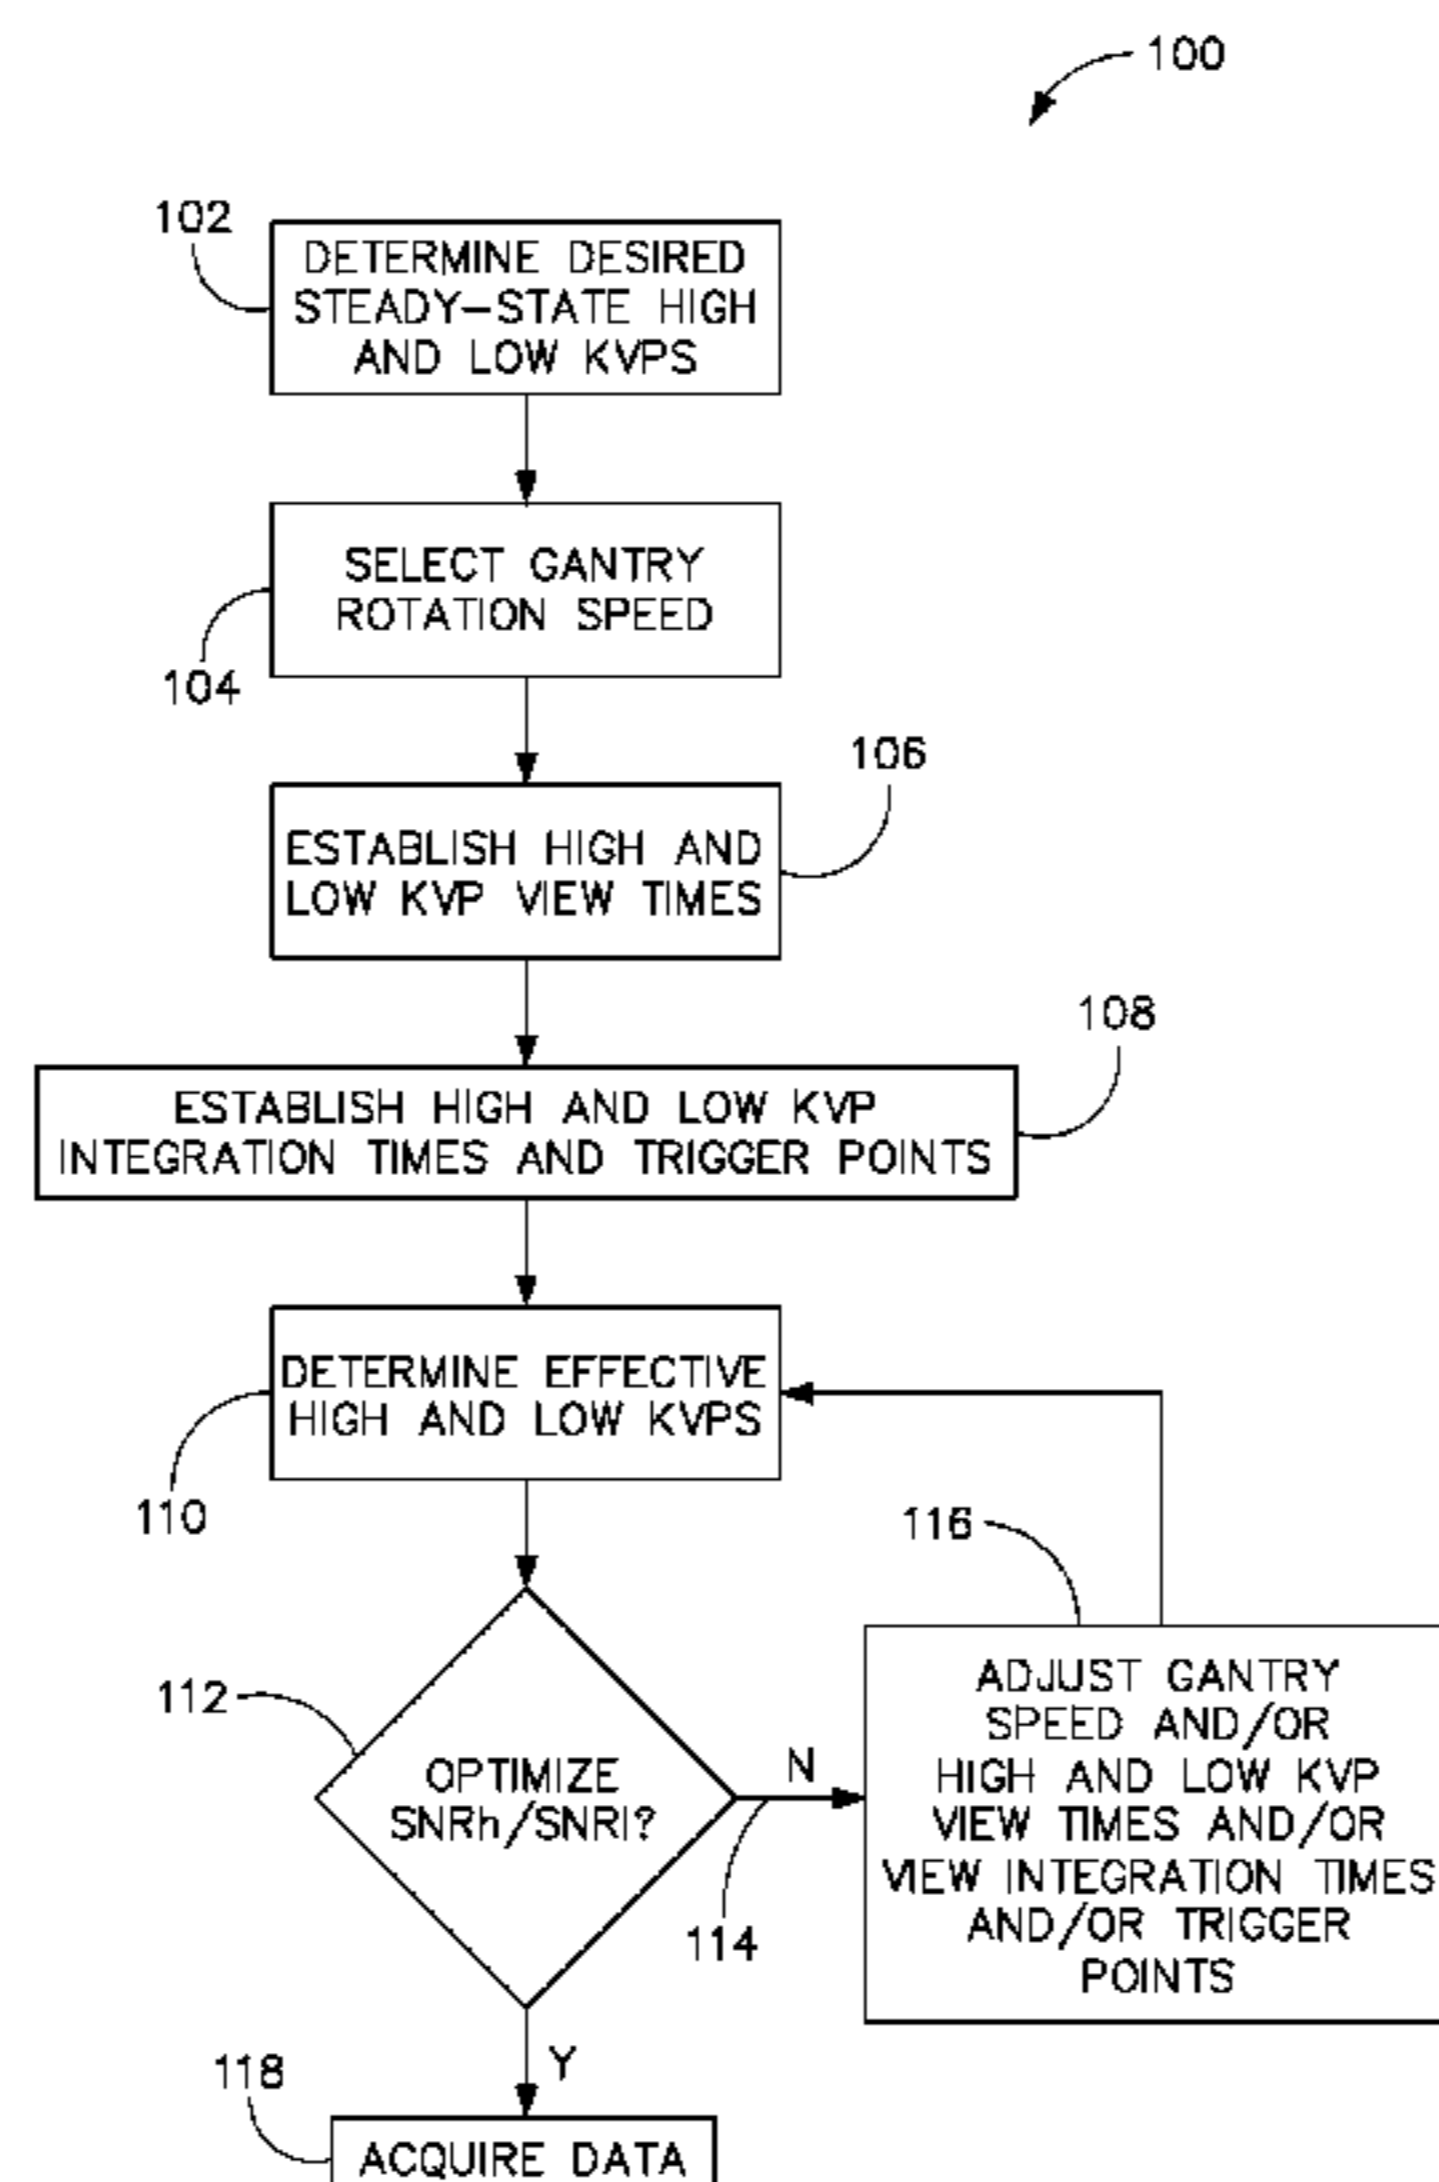 100
102
DETERMINE DESIRED
STEADY-STATE HIGH
AND LOW KVPS
SELECT GANTRY
ROTATION SPEED
104
106
ESTABLISH HIGH AND
LOW KVP VIEW TIMES
108
ESTABLISH HIGH AND LOW KVP
INTEGRATION TIMES AND TRIGGER POINTS
DETERMINE EFFECTIVE
HIGH AND LOW KVPS
110
116
112
OPTIMIZE
SNRh/SNRl?
N
114
ADJUST GANTRY
SPEED AND/OR
HIGH AND LOW KVP
VIEW TIMES AND/OR
VIEW INTEGRATION TIMES
AND/OR TRIGGER
POINTS
Y
118
ACQUIRE DATA